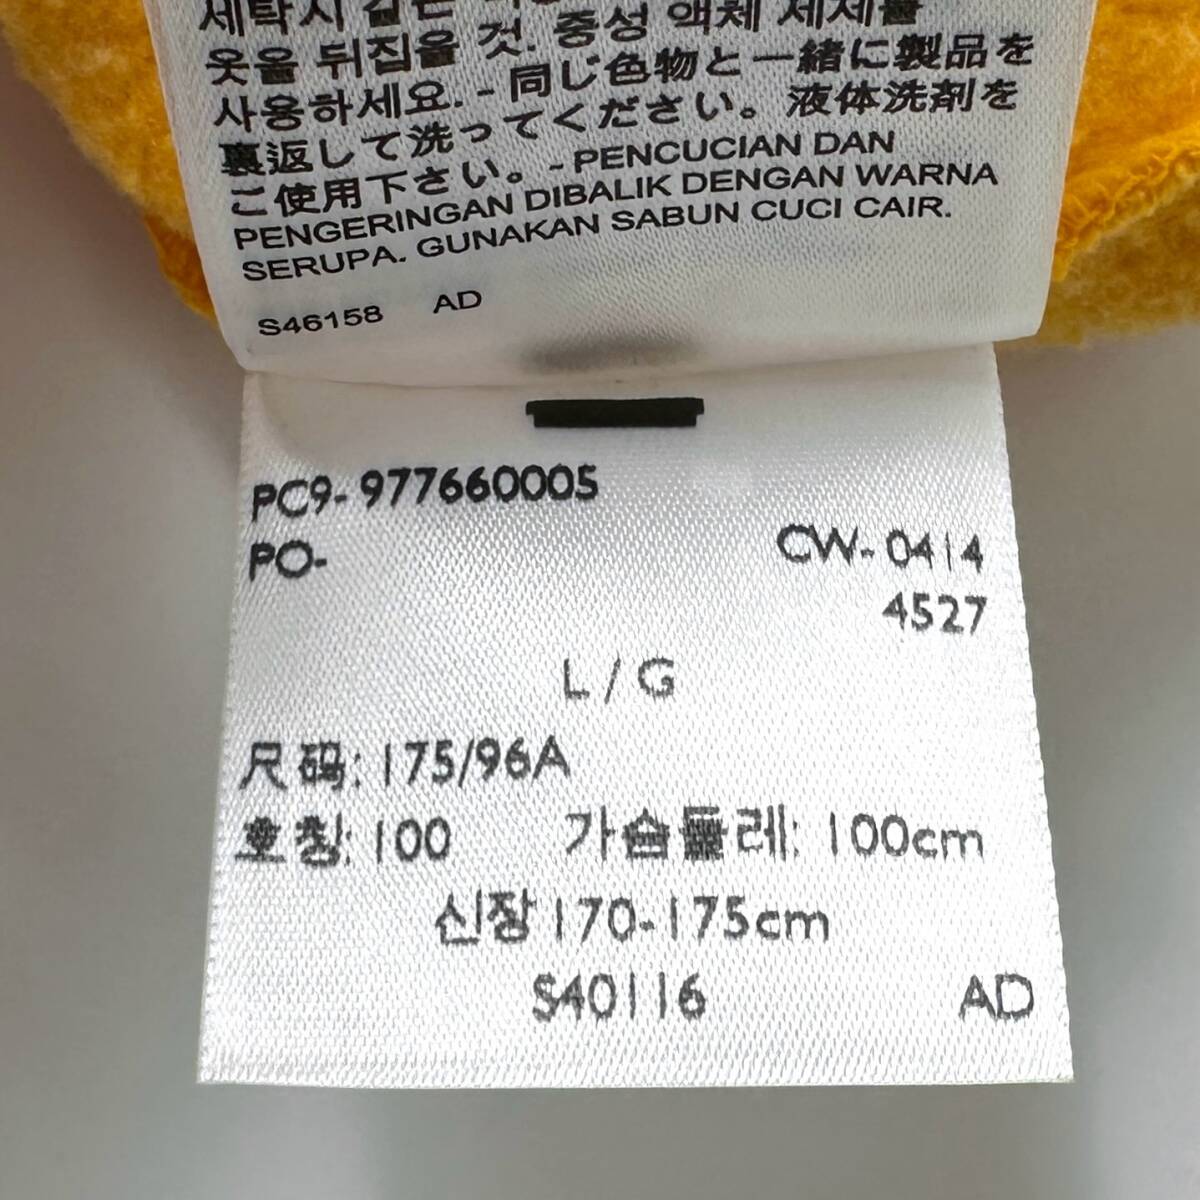 세탁시 같은
옷을 뒤집을 것. 중성 액체 세제를
사용하세요. - 同じ色物と一緒に製品を
裏返して洗ってください。液体洗剤を
ご使用下さい。- PENCUCIAN DAN
PENGERINGAN DIBALIK DENGAN WARNA
SERUPA. GUNAKAN SABUN CUCI CAIR.
S46158 AD
PC9-977660005
PO-
CW-0414
4527
L / G
尺码: 175/96A
호칭: 100 가슴둘레: 100cm
신장 170-175cm
S40116 AD